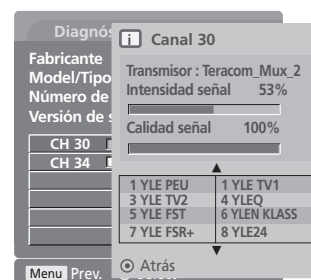 Diagnós
i Canal 30
Fabricante
Model/Tipo
Número de
Versión de s
Transmisor : Teracom_Mux_2
Intensidad señal 53%
Calidad señal 100%
CH 30
CH 34
1 YLE PEU 1 YLE TV1
3 YLE TV2 4 YLEQ
5 YLE FST 6 YLEN KLASS
7 YLE FSR+ 8 YLE24
Menu Prev.
Atrás